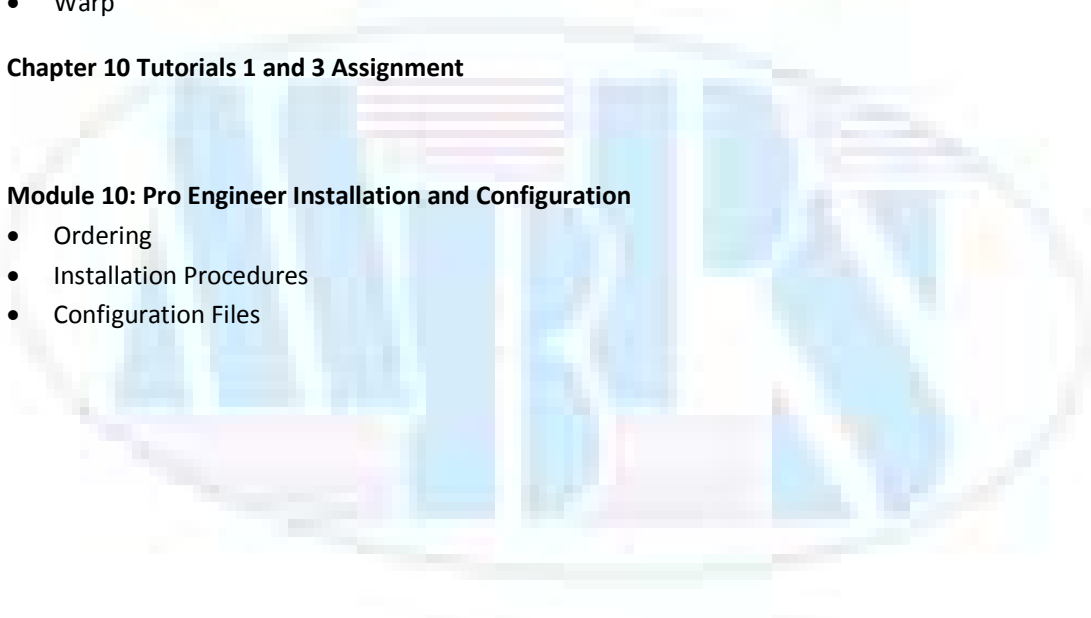 • Warp
Chapter 10 Tutorials 1 and 3 Assignment
Module 10: Pro Engineer Installation and Configuration
• Ordering
• Installation Procedures
• Configuration Files